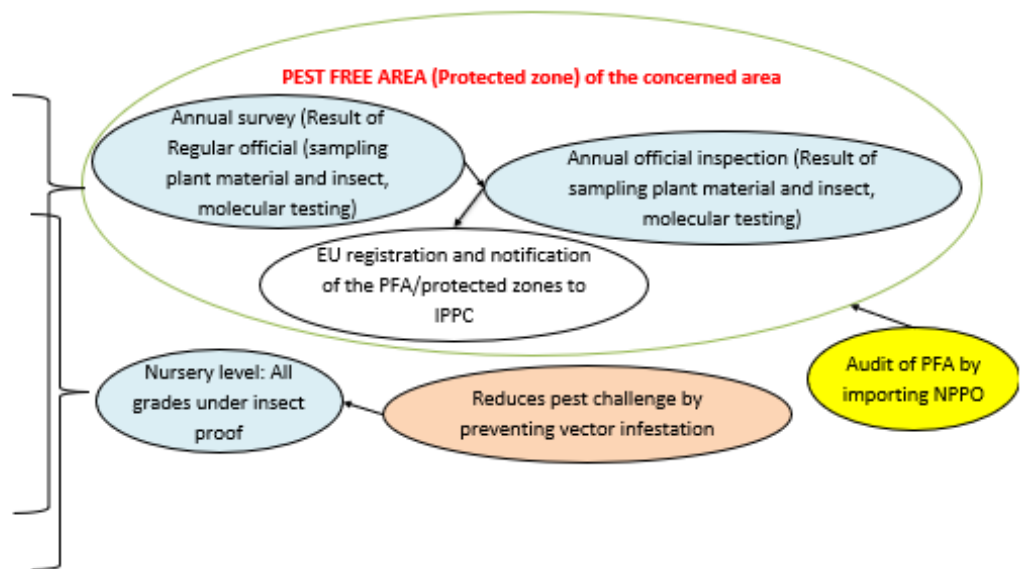 PEST FREE AREA (Protected zone) of the concerned area
Annual survey (Result of
Regular official (sampling
plant material and insect,
molecular testing)
Annual official inspection (Result of
sampling plant material and insect,
molecular testing)
EU registration and notification
of the PFA/protected zones to
IPPC
Audit of PFA by
importing NPPO
Nursery level: All
grades under insect
proof
Reduces pest challenge by
preventing vector infestation